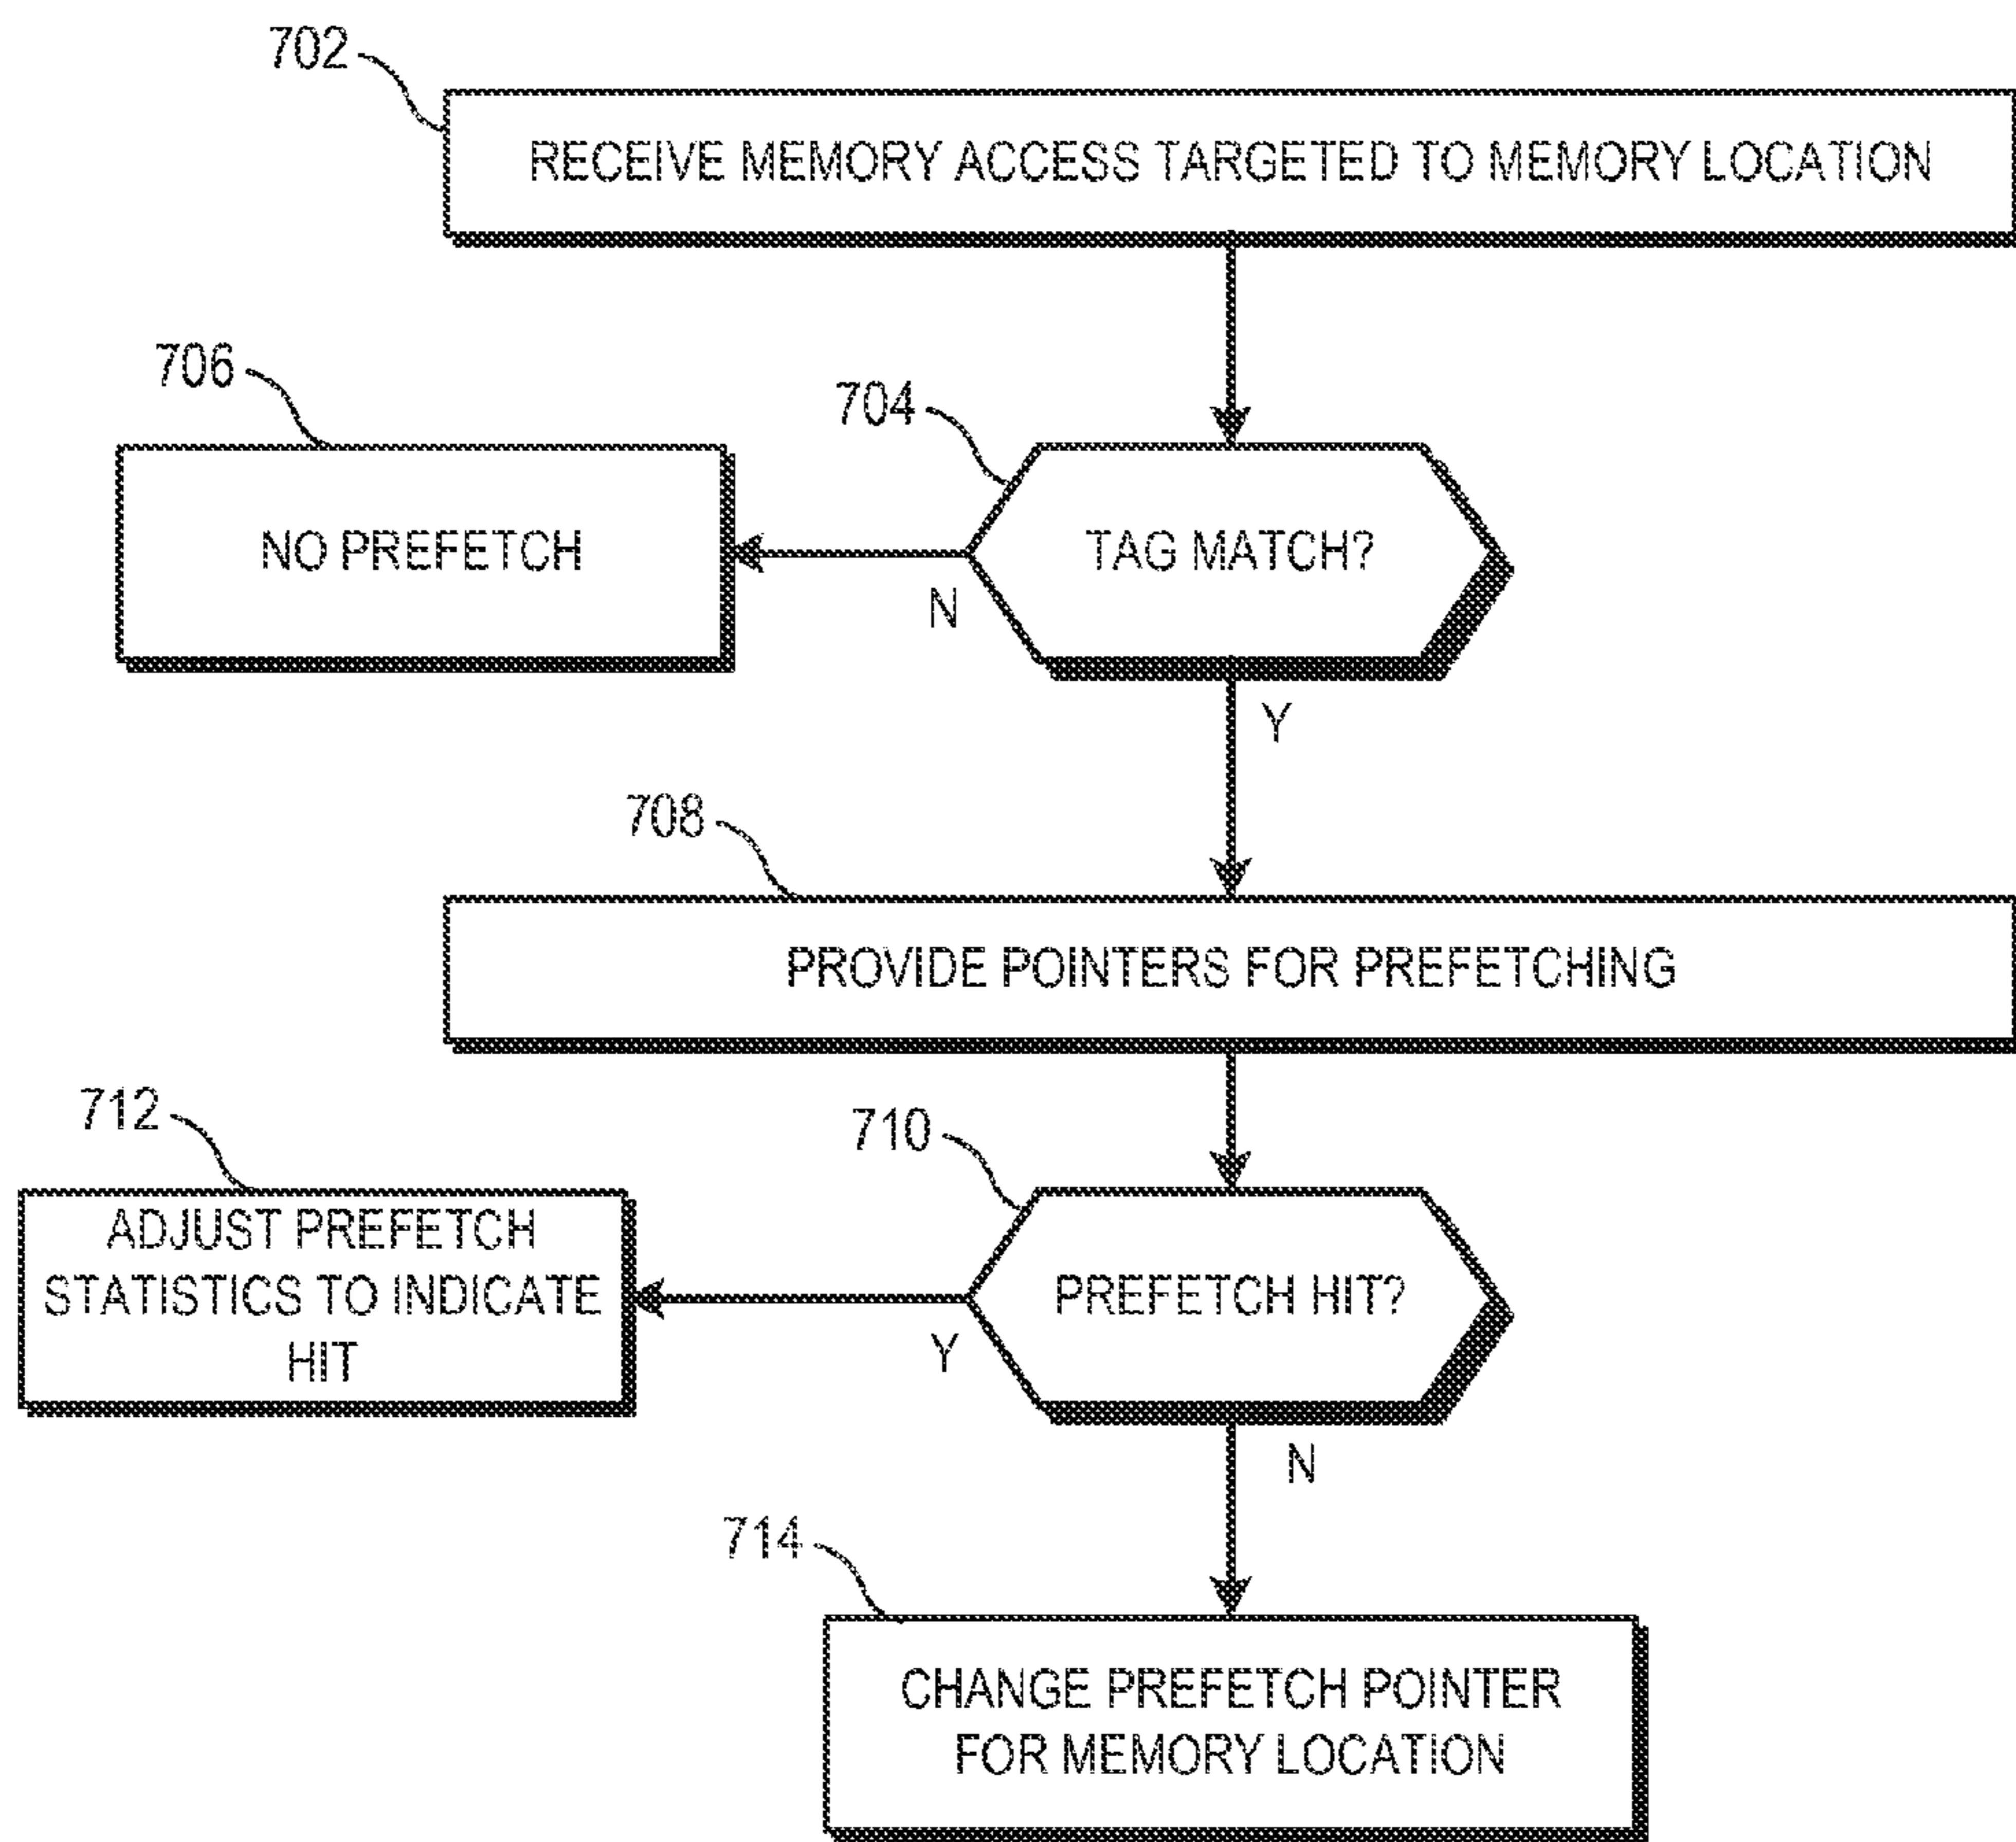 702
RECEIVE MEMORY ACCESS TARGETED TO MEMORY LOCATION
706
704
NO PREFETCH
TAG MATCH?
N
Y
708
PROVIDE POINTERS FOR PREFETCHING
712
710
ADJUST PREFETCH
STATISTICS TO INDICATE
HIT
PREFETCH HIT?
Y
N
714
CHANGE PREFETCH POINTER
FOR MEMORY LOCATION